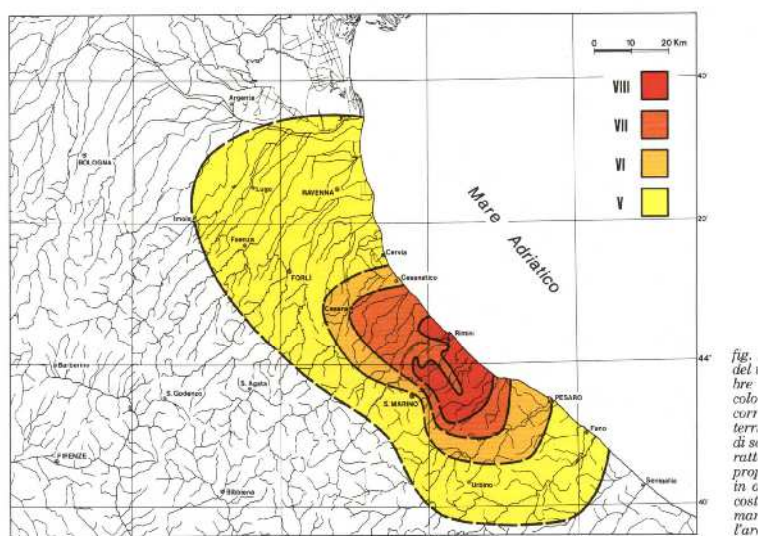 0 10 20 Km
40'
VIII
VII
VI
V
Argenta
BOLOGNA
Lugo
RAVENNA
Mare Adriatico
Imola
20'
Faenza
Cervia
FORLI
Cesenatico
Cesena
Rimini
44°
Barberino
S. Godenzo
S. Agata
S. MARINO
PESARO
Fano
FIRENZE
Bibbiena
Urbino
Senigallia
40'
fig.
del
bre
colo
corr
terri
di s
ratt
prop
in
cost
mar
l'ar